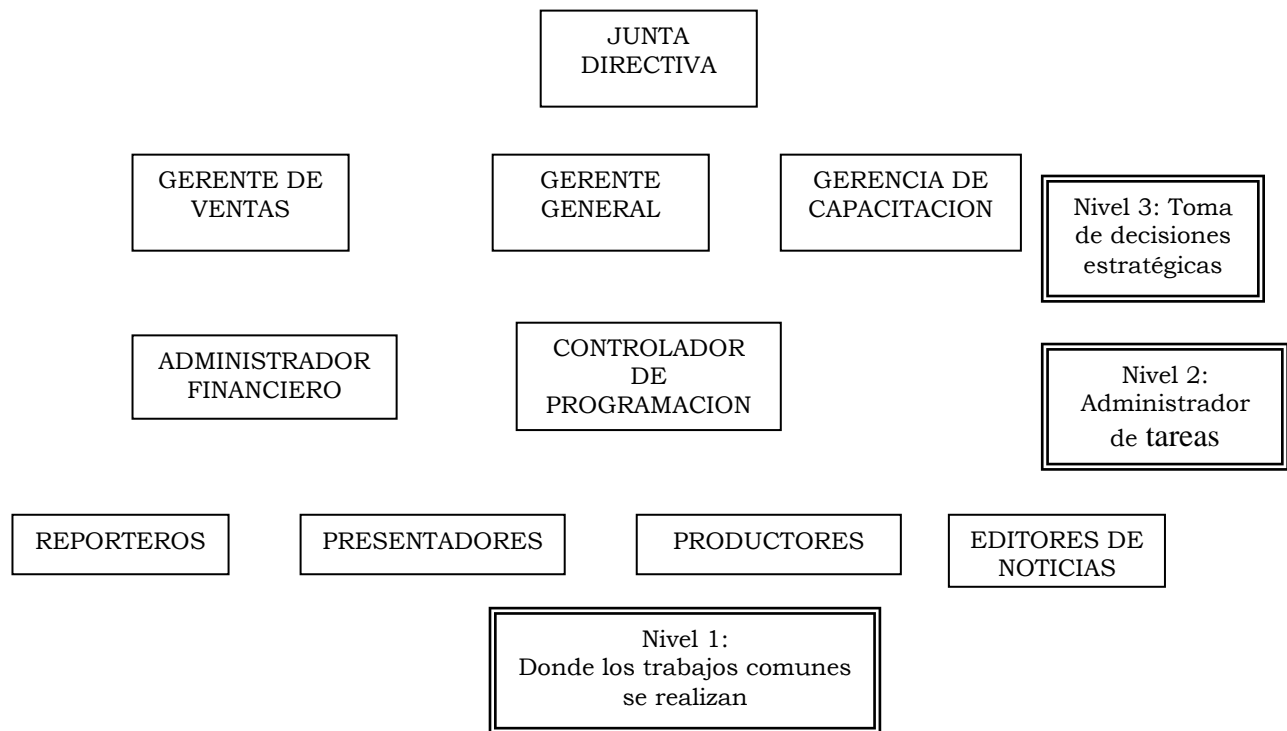 JUNTA
DIRECTIVA
GERENTE DE
VENTAS
GERENTE
GENERAL
GERENCIA DE
CAPACITACION
Nivel 3: Toma
de decisiones
estratégicas
ADMINISTRADOR
FINANCIERO
CONTROLADOR
DE
PROGRAMACION
Nivel 2:
Administrador
de tareas
REPORTEROS
PRESENTADORES
PRODUCTORES
EDITORES DE
NOTICIAS
Nivel 1:
Donde los trabajos comunes
se realizan